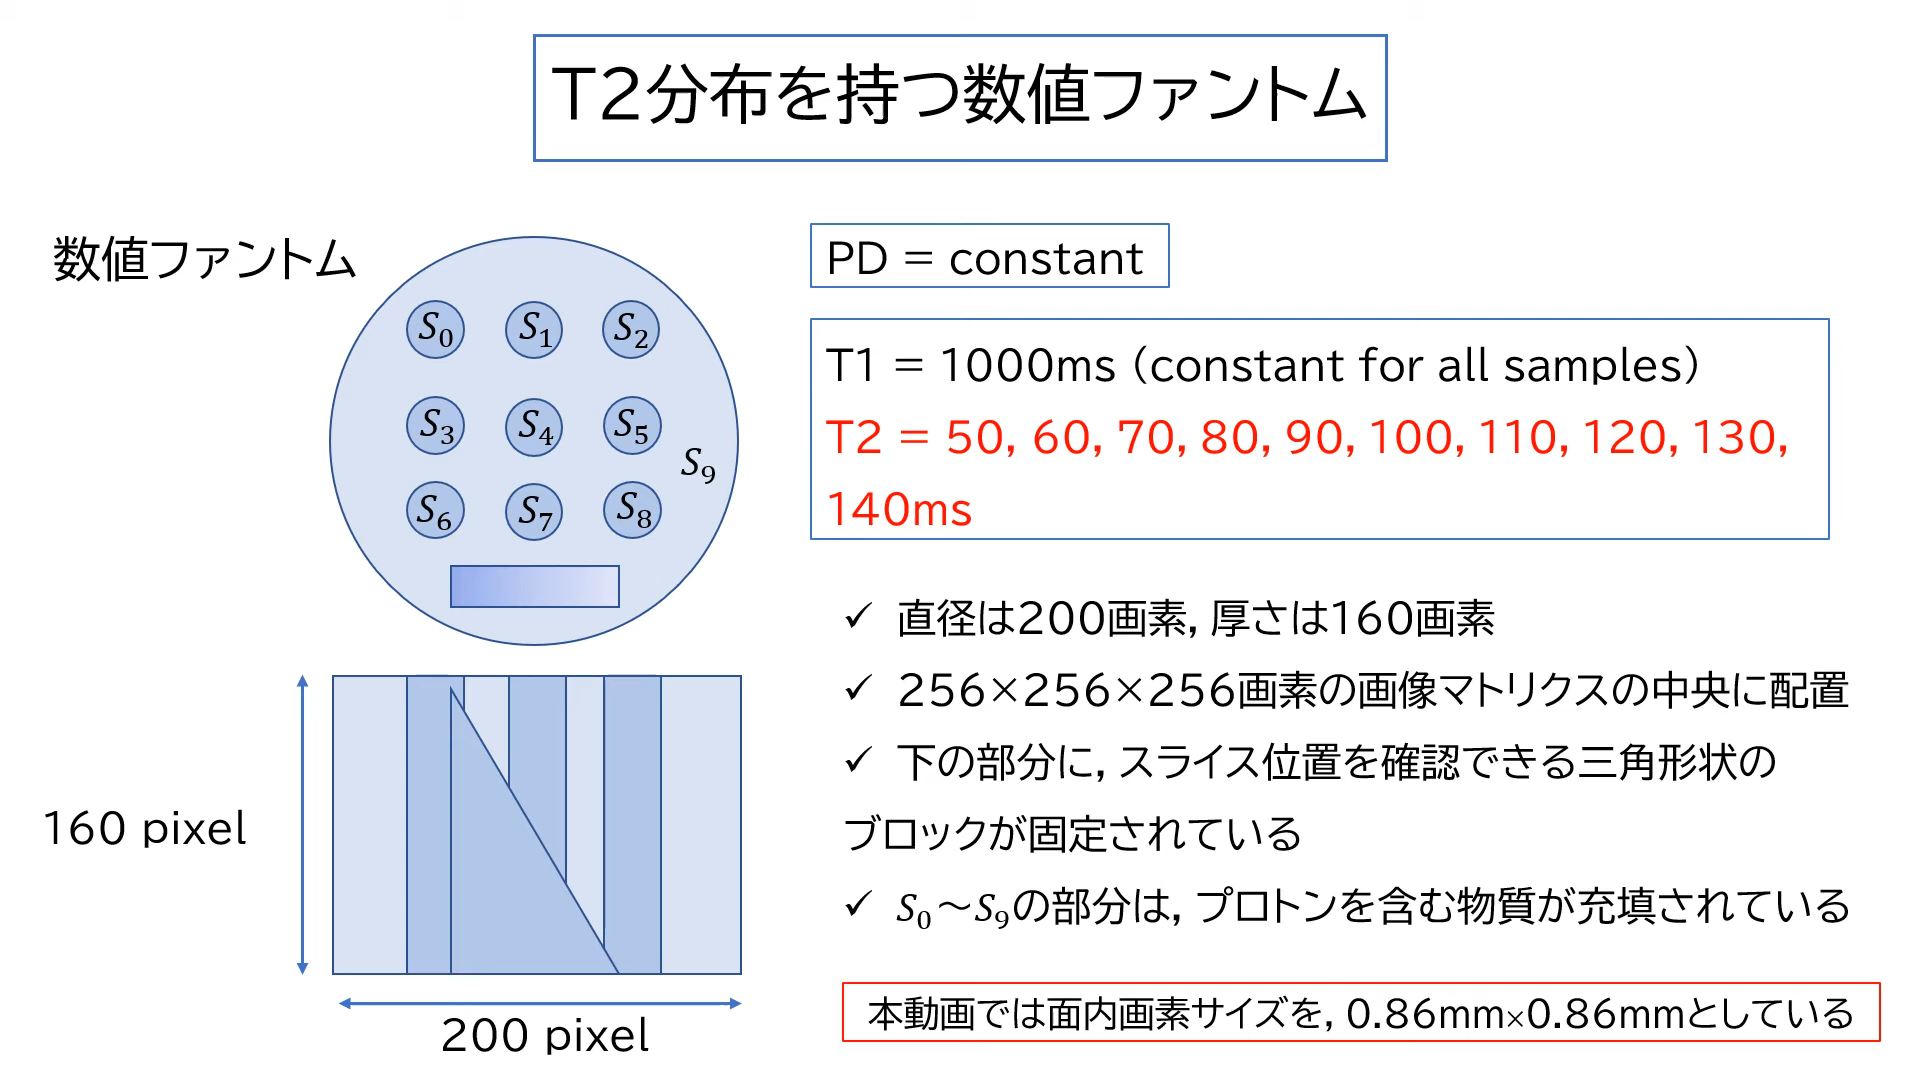 T2分布を持つ数値ファントム
数値ファントム
S0 S1 S2
S3 S4 S5
S9
S6 S7 S8
160 pixel
200 pixel
PD = constant
T1 = 1000ms (constant for all samples)
T2 = 50, 60, 70, 80, 90, 100, 110, 120, 130,
140ms
✓ 直径は200画素, 厚さは160画素
✓ 256×256×256画素の画像マトリクスの中央に配置
✓ 下の部分に, スライス位置を確認できる三角形状の
ブロックが固定されている
✓ S0～S9の部分は, プロトンを含む物質が充填されている
本動画では面内画素サイズを, 0.86mm×0.86mmとしている